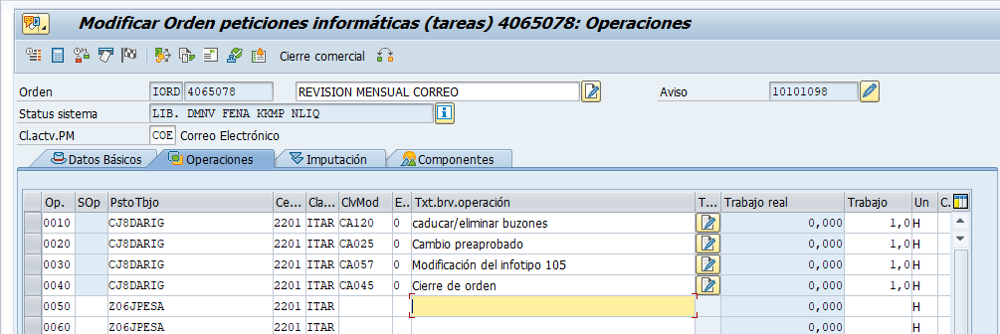 Modificar Orden peticiones informáticas (tareas) 4065078: Operaciones
Cierre comercial
Orden IORD 4065078 REVISION MENSUAL CORREO Aviso 10101098
Status sistema LIB. DMNV FENA KKMP NLIQ
Cl.actv.PM COE Correo Electrónico
Datos Básicos Operaciones Imputación Componentes
Op. SOp PstoTbjo Ce... Cla... ClvMod E... Txt.brv.operación T... Trabajo real Trabajo Un C.
0010 CJ8DARIG 2201 ITAR CA120 0 caducar/eliminar buzones 0,000 1,0 H
0020 CJ8DARIG 2201 ITAR CA025 0 Cambio preaprobado 0,000 1,0 H
0030 CJ8DARIG 2201 ITAR CA057 0 Modificación del infotipo 105 0,000 1,0 H
0040 CJ8DARIG 2201 ITAR CA045 0 Cierre de orden 0,000 1,0 H
0050 Z06JPESA 2201 ITAR 0,000 H
0060 Z06JPESA 2201 ITAR 0,000 H